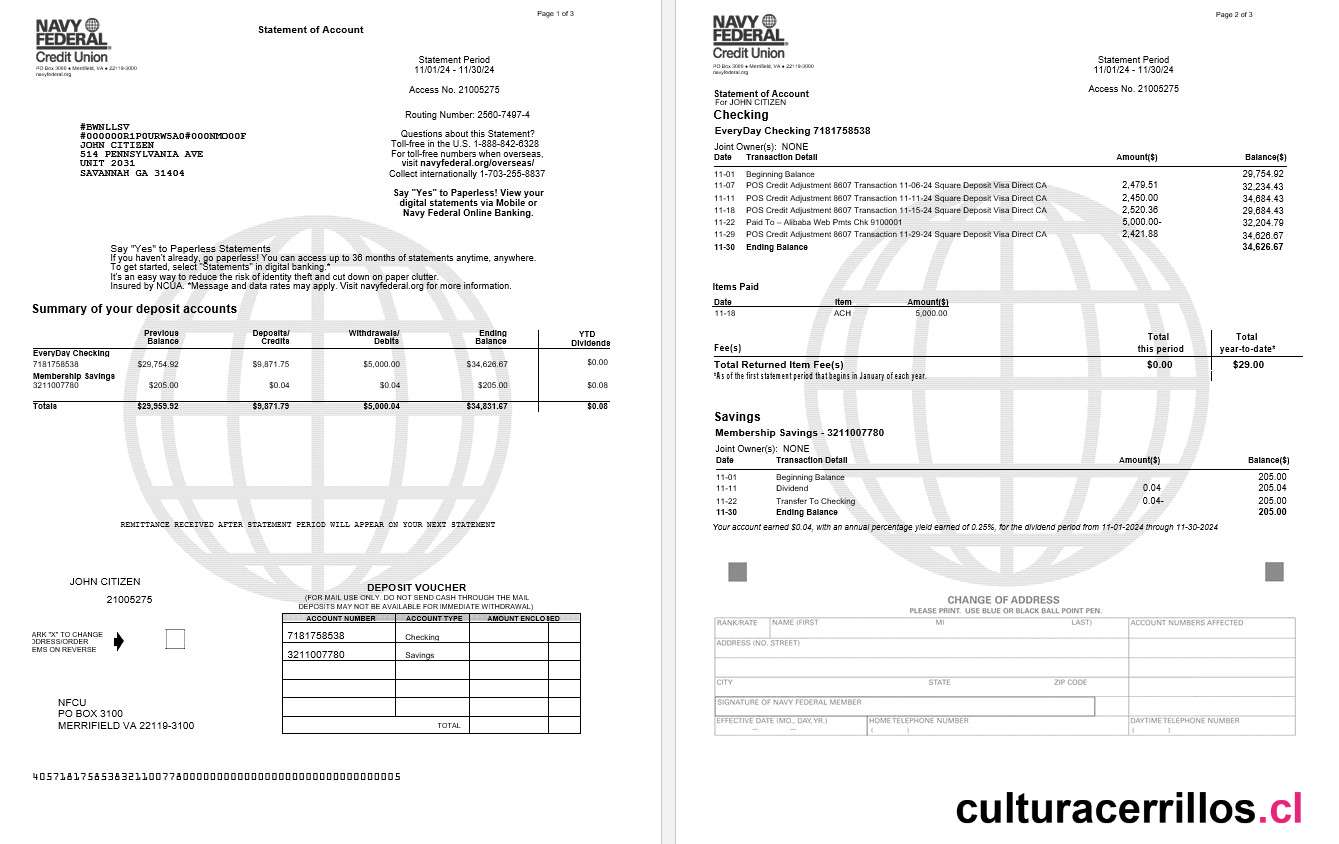 Page 1 of 3
NAVY
FEDERAL
Credit Union
PO Box 3000 ● Merrifield, VA ● 22119-3000
navyfederal.org
Statement of Account
Statement Period
11/01/24 - 11/30/24
Access No. 21005275
Routing Number: 2560-7497-4
#BWNLLSV
#000000R1P0URW5A0#000NMO00F
JOHN CITIZEN
514 PENNSYLVANIA AVE
UNIT 2031
SAVANNAH GA 31404
Questions about this Statement?
Toll-free in the U.S. 1-888-842-6328
For toll-free numbers when overseas,
visit navyfederal.org/overseas/
Collect internationally 1-703-255-8837
Say "Yes" to Paperless! View your
digital statements via Mobile or
Navy Federal Online Banking.
Say "Yes" to Paperless Statements
If you haven't already, go paperless! You can access up to 36 months of statements anytime, anywhere.
To get started, select "Statements" in digital banking.*
It's an easy way to reduce the risk of identity theft and cut down on paper clutter.
Insured by NCUA. *Message and data rates may apply. Visit navyfederal.org for more information.
Summary of your deposit accounts
Previous Balance Deposits/ Credits Withdrawals/ Debits Ending Balance YTD Dividends
EveryDay Checking
7181758538 $29,754.92 $9,871.75 $5,000.00 $34,626.67 $0.00
Membership Savings
3211007780 $205.00 $0.04 $0.04 $205.00 $0.08
Totals $29,959.92 $9,871.79 $5,000.04 $34,831.67 $0.08
REMITTANCE RECEIVED AFTER STATEMENT PERIOD WILL APPEAR ON YOUR NEXT STATEMENT
JOHN CITIZEN
21005275
ARK "X" TO CHANGE
DDRESS/ORDER
EMS ON REVERSE
NFCU
PO BOX 3100
MERRIFIELD VA 22119-3100
DEPOSIT VOUCHER
(FOR MAIL USE ONLY. DO NOT SEND CASH THROUGH THE MAIL
DEPOSITS MAY NOT BE AVAILABLE FOR IMMEDIATE WITHDRAWAL)
ACCOUNT NUMBER ACCOUNT TYPE AMOUNT ENCLOSED
7181758538 Checking
3211007780 Savings
TOTAL
Page 2 of 3
NAVY
FEDERAL
Credit Union
PO Box 3000 ● Merrifield, VA ● 22119-3000
navyfederal.org
Statement Period
11/01/24 - 11/30/24
Access No. 21005275
Statement of Account
For JOHN CITIZEN
Checking
EveryDay Checking 7181758538
Joint Owner(s): NONE
Date Transaction Detail Amount($) Balance($)
11-01 Beginning Balance 29,754.92
11-07 POS Credit Adjustment 8607 Transaction 11-06-24 Square Deposit Visa Direct CA 2,479.51 32,234.43
11-11 POS Credit Adjustment 8607 Transaction 11-11-24 Square Deposit Visa Direct CA 2,450.00 34,684.43
11-18 POS Credit Adjustment 8607 Transaction 11-15-24 Square Deposit Visa Direct CA 2,520.36 29,684.43
11-22 Paid To – Alibaba Web Pmts Chk 9100001 5,000.00- 32,204.79
11-29 POS Credit Adjustment 8607 Transaction 11-29-24 Square Deposit Visa Direct CA 2,421.88 34,626.67
11-30 Ending Balance 34,626.67
Items Paid
Date Item Amount($)
11-18 ACH 5,000.00
Fee(s) Total this period Total year-to-date*
Total Returned Item Fee(s) $0.00 $29.00
*As of the first statement period that begins in January of each year.
Savings
Membership Savings - 3211007780
Joint Owner(s): NONE
Date Transaction Detail Amount($) Balance($)
11-01 Beginning Balance 205.00
11-11 Dividend 0.04 205.04
11-22 Transfer To Checking 0.04- 205.00
11-30 Ending Balance 205.00
Your account earned $0.04, with an annual percentage yield earned of 0.25%, for the dividend period from 11-01-2024 through 11-30-2024
CHANGE OF ADDRESS
PLEASE PRINT. USE BLUE OR BLACK BALL POINT PEN.
RANK/RATE NAME (FIRST MI LAST) ACCOUNT NUMBERS AFFECTED
ADDRESS (NO. STREET)
CITY STATE ZIP CODE
SIGNATURE OF NAVY FEDERAL MEMBER
EFFECTIVE DATE (MO., DAY, YR.) HOME TELEPHONE NUMBER DAYTIME TELEPHONE NUMBER
culturacerrillos.cl